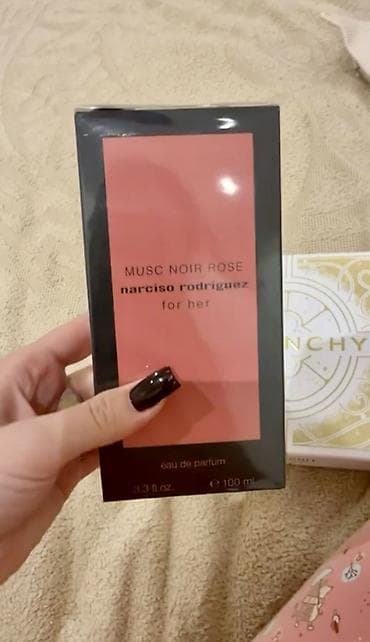 MUSC NOIR ROSE
narciso rodriguez
for her
eau de parfum
3.3 fl.oz. ℮ 100 ml
NCHY